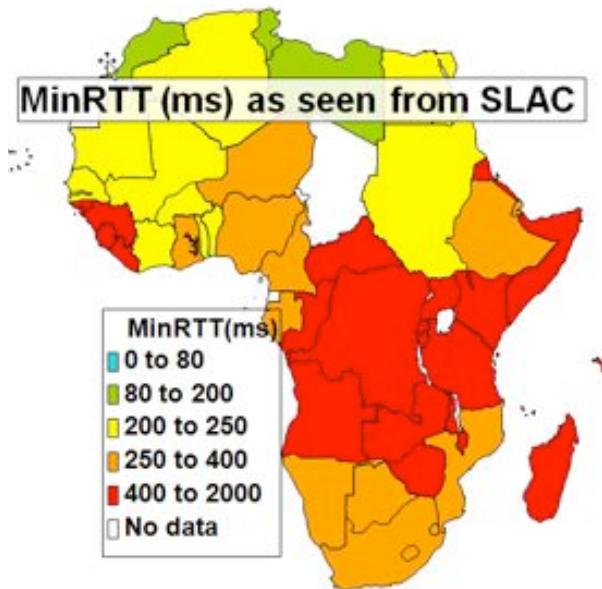 MinRTT (ms) as seen from SLAC
MinRTT(ms)
0 to 80
80 to 200
200 to 250
250 to 400
400 to 2000
No data